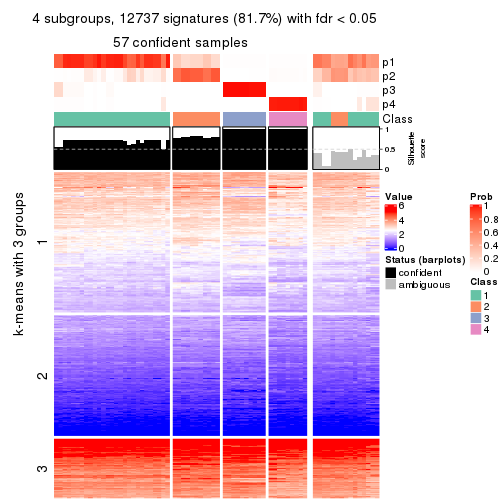 4 subgroups, 12737 signatures (81.7%) with fdr < 0.05
57 confident samples
p1
p2
p3
p4
Class
1
0.5
0
Silhouette
score
k-means with 3 groups
1
2
3
Value
6
4
2
0
Status (barplots)
confident
ambiguous
Prob
1
0.8
0.6
0.4
0.2
0
Class
1
2
3
4